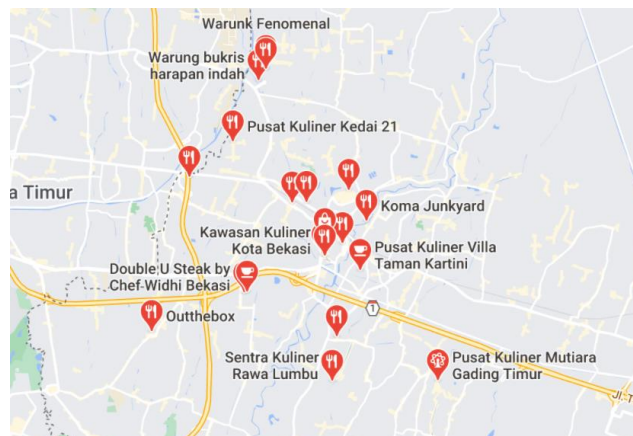 Warunk Fenomenal
Warung bukris
harapan indah
Pusat Kuliner Kedai 21
a Timur
Koma Junkyard
Kawasan Kuliner
Kota Bekasi
Pusat Kuliner Villa
Taman Kartini
Double U Steak by
Chef Widhi Bekasi
Outthebox
1
Sentra Kuliner
Rawa Lumbu
Pusat Kuliner Mutiara
Gading Timur
Jl. T